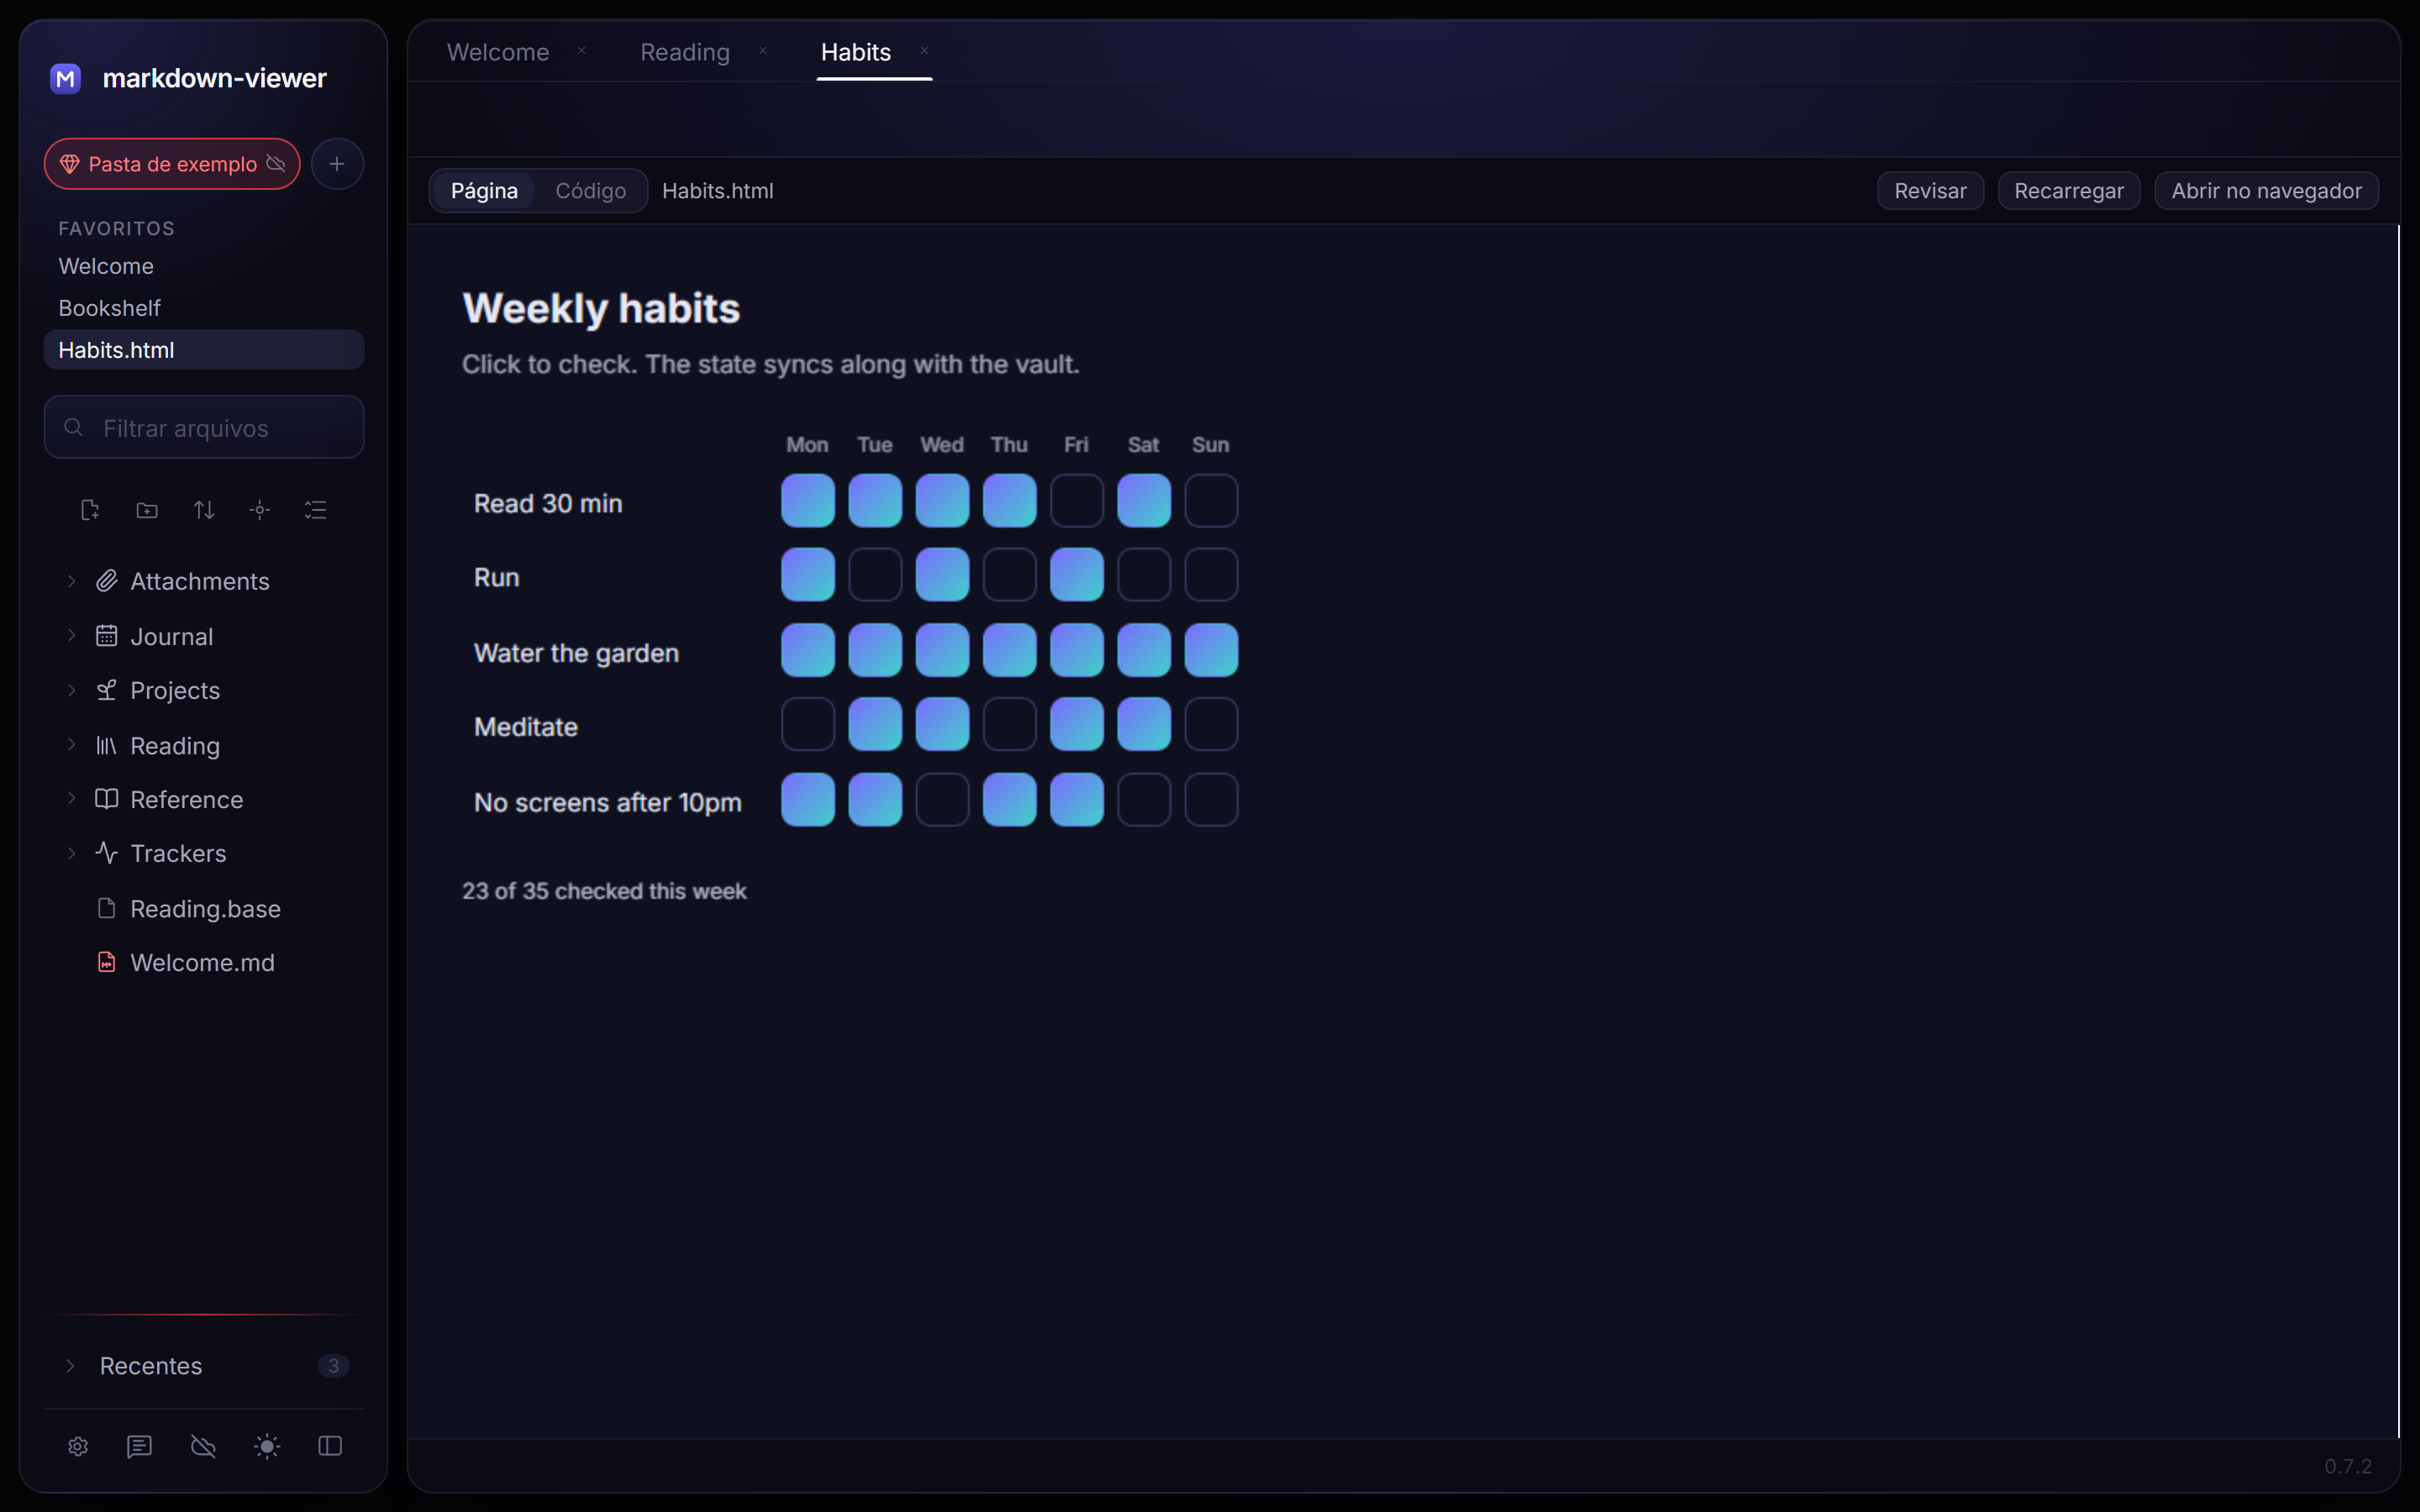 markdown-viewer
Pasta de exemplo
FAVORITOS
Welcome
Bookshelf
Habits.html
Filtrar arquivos
Attachments
Journal
Projects
Reading
Reference
Trackers
Reading.base
Welcome.md
Recentes 3
Welcome Reading Habits
Página Código Habits.html Revisar Recarregar Abrir no navegador
Weekly habits
Click to check. The state syncs along with the vault.
Mon Tue Wed Thu Fri Sat Sun
Read 30 min
Run
Water the garden
Meditate
No screens after 10pm
23 of 35 checked this week
0.7.2